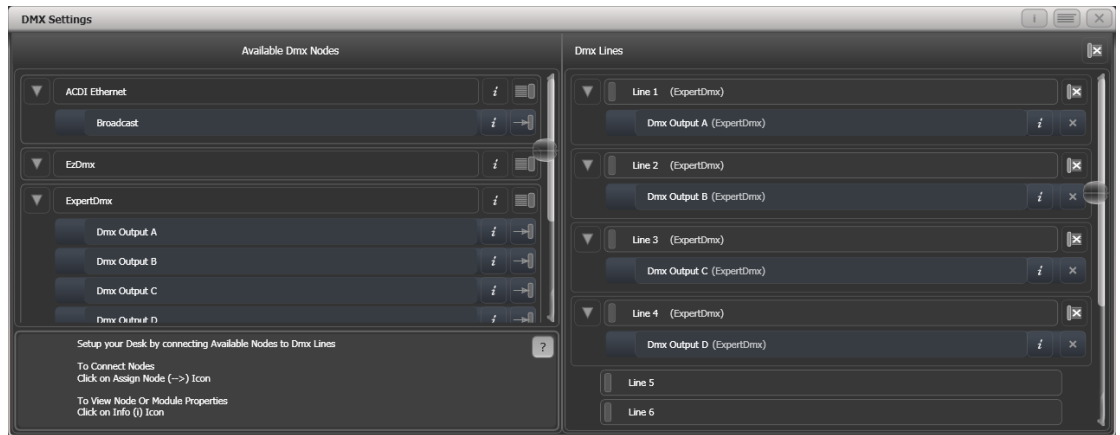 DMX Settings
i
Available Dmx Nodes
ACDI Ethernet
i
Broadcast
i
EzDmx
i
ExpertDmx
i
Dmx Output A
i
Dmx Output B
i
Dmx Output C
i
Dmx Output D
i
Setup your Desk by connecting Available Nodes to Dmx Lines
?
To Connect Nodes
Click on Assign Node (-->) Icon
To View Node Or Module Properties
Click on Info (i) Icon
Dmx Lines
Line 1 (ExpertDmx)
Dmx Output A (ExpertDmx)
i
Line 2 (ExpertDmx)
Dmx Output B (ExpertDmx)
i
Line 3 (ExpertDmx)
Dmx Output C (ExpertDmx)
i
Line 4 (ExpertDmx)
Dmx Output D (ExpertDmx)
i
Line 5
Line 6